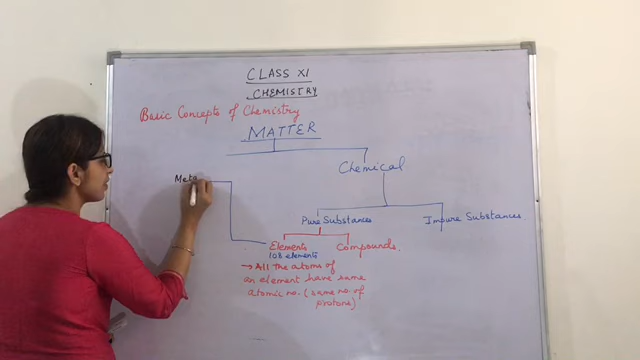 CLASS XI
CHEMISTRY
Basic Concepts of Chemistry
MATTER
Chemical
Meta
Pure Substances
Impure Substances
Elements
Compounds.
108 elements
→ All the atoms of
an element have same
atomic no. (same no. of
protons)